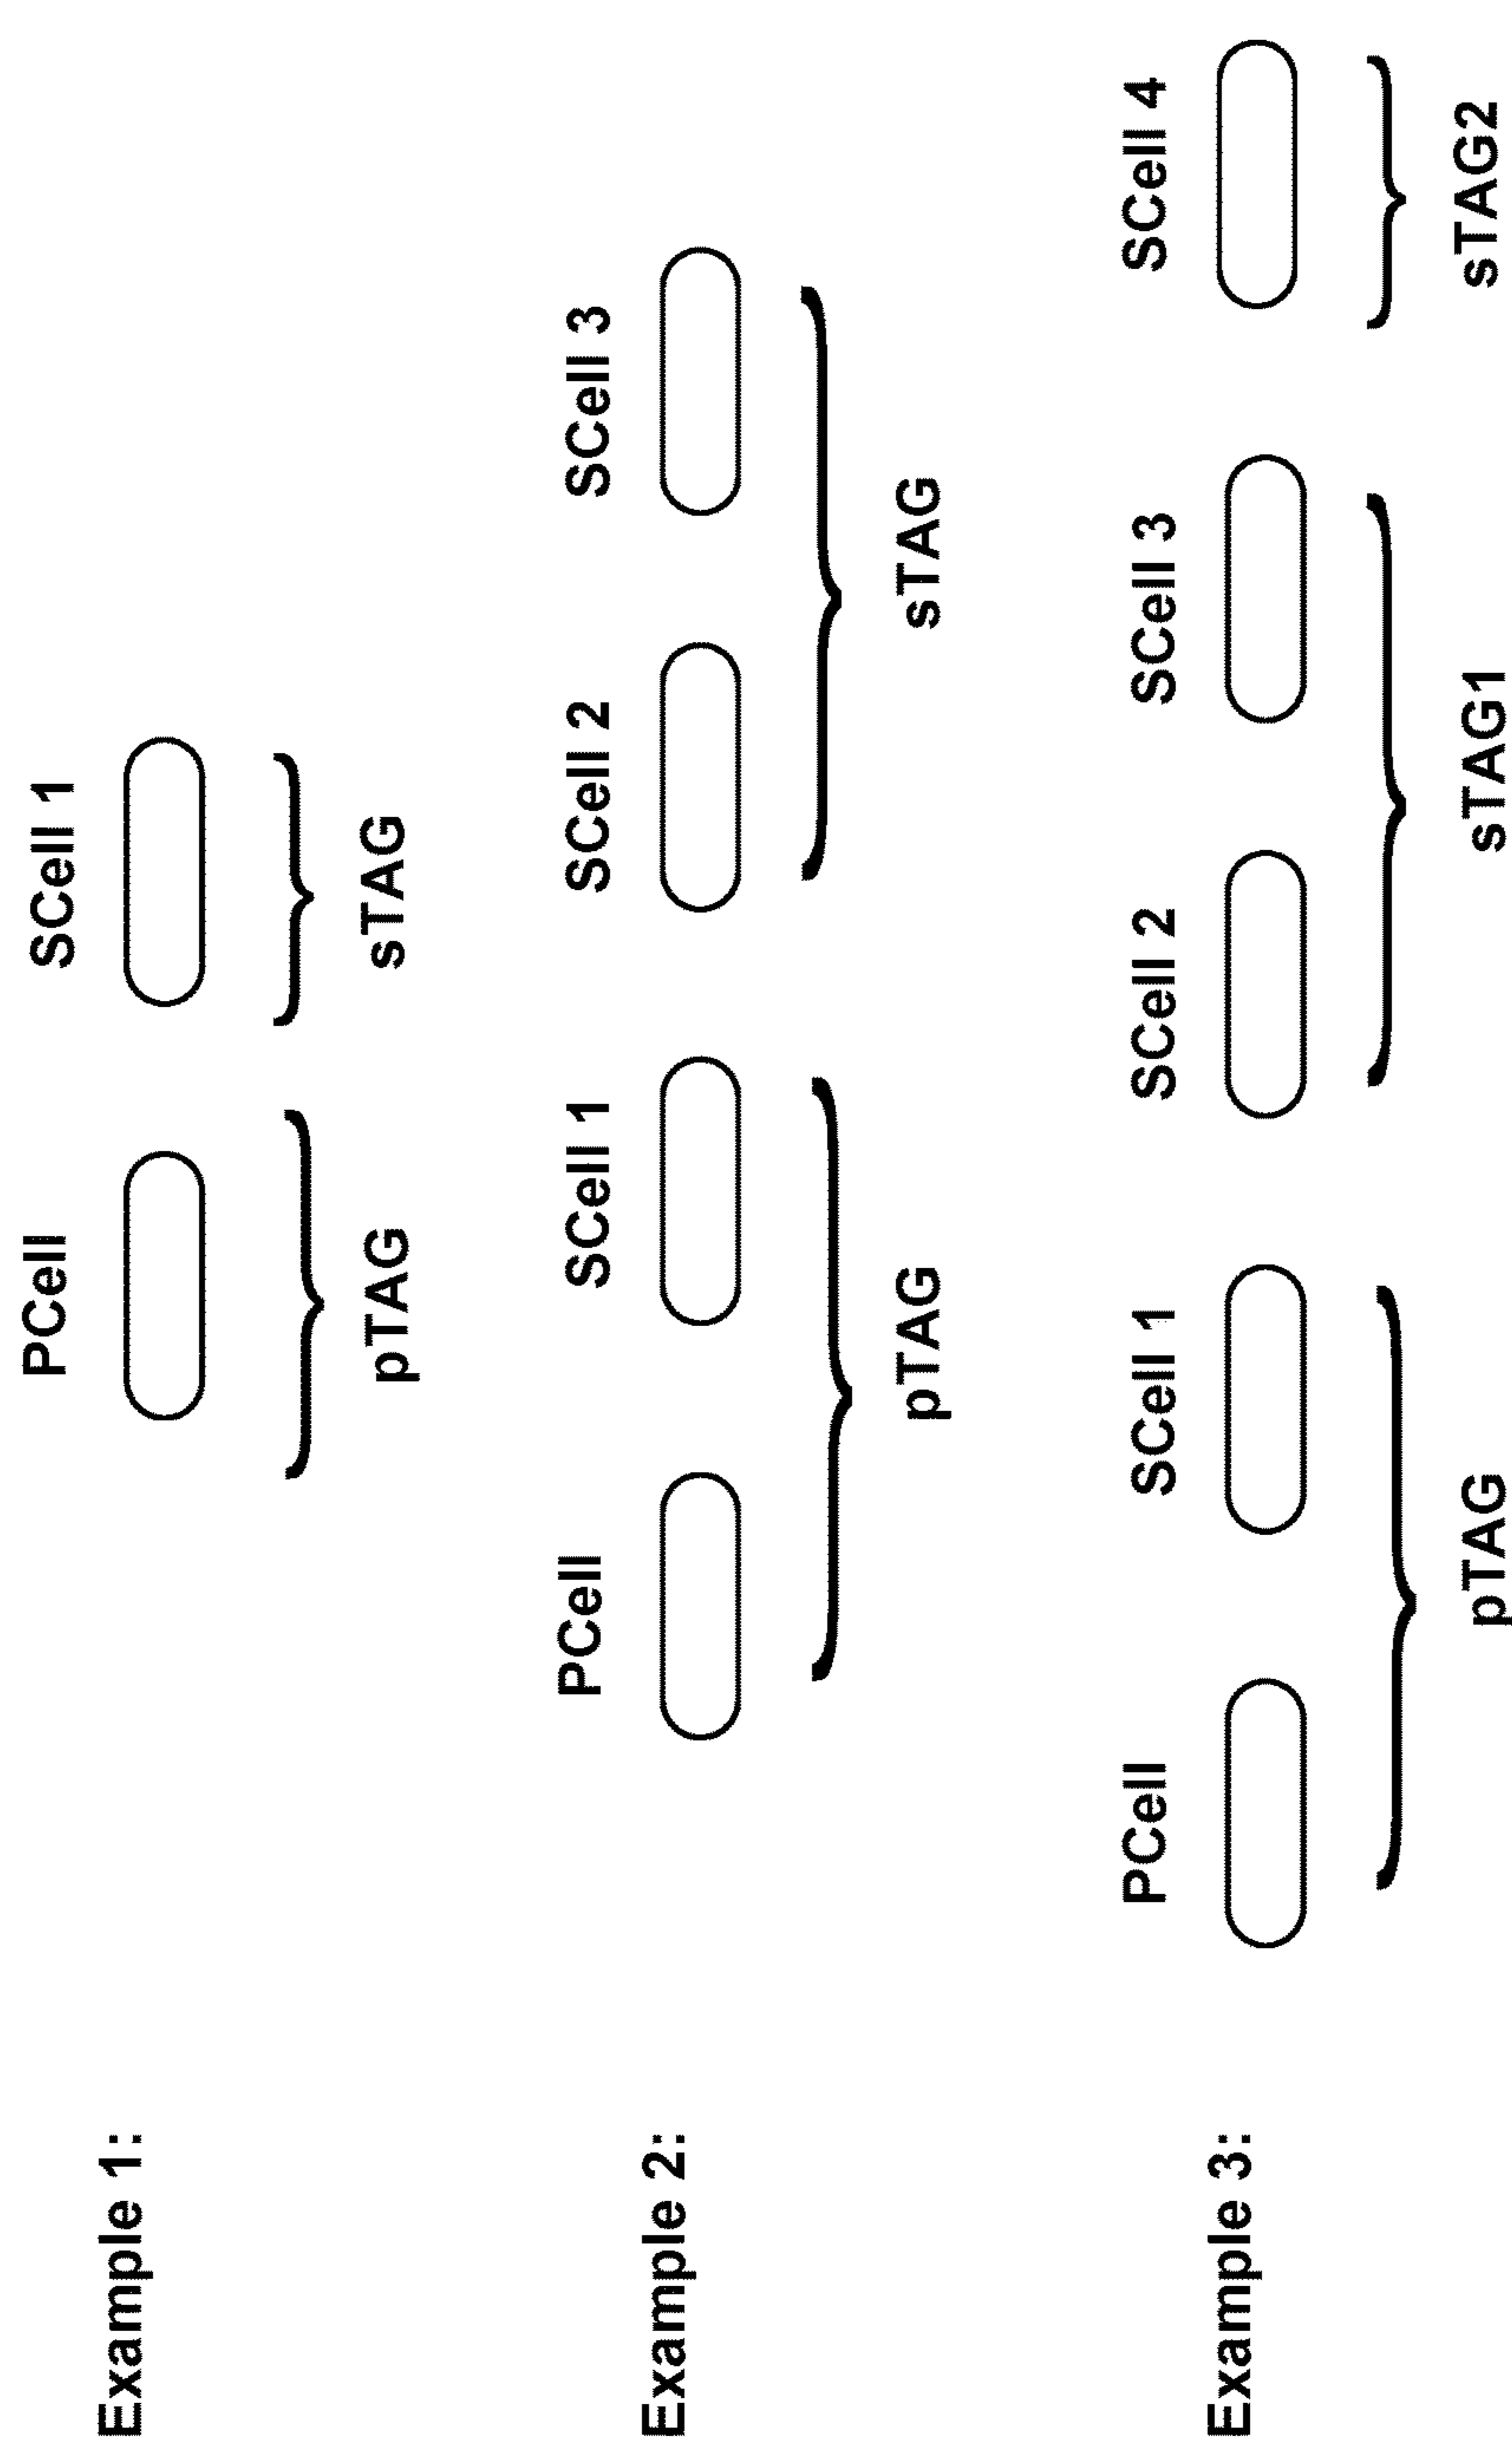 Example 1:
PCell SCell 1
pTAG sTAG
Example 2:
PCell SCell 1 SCell 2 SCell 3
pTAG sTAG
Example 3:
PCell SCell 1 SCell 2 SCell 3 SCell 4
pTAG sTAG1 sTAG2